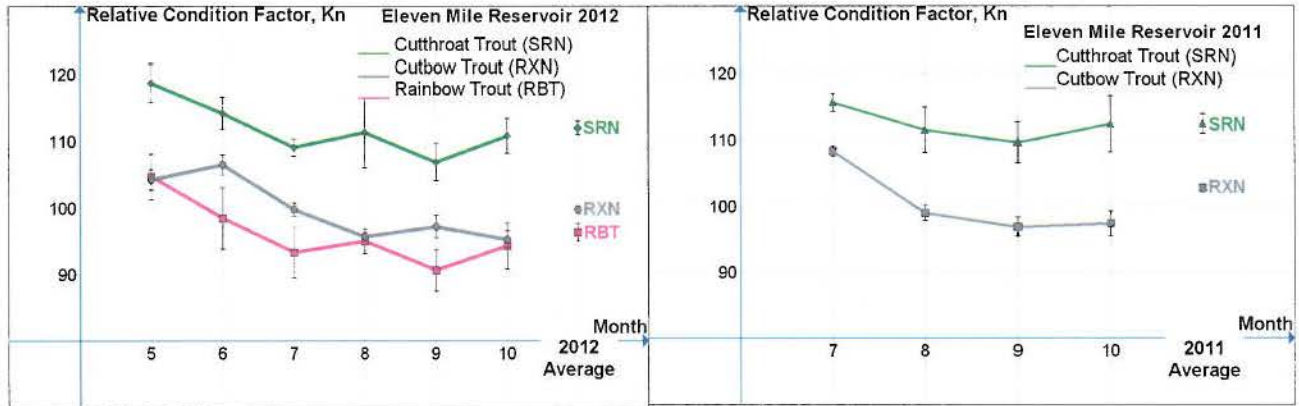 Relative Condition Factor, Kn
Eleven Mile Reservoir 2012
Cutthroat Trout (SRN)
Cutbow Trout (RXN)
Rainbow Trout (RBT)
120
110
100
90
SRN
RXN
RBT
Month
5 6 7 8 9 10 2012
Average
Relative Condition Factor, Kn
Eleven Mile Reservoir 2011
Cutthroat Trout (SRN)
Cutbow Trout (RXN)
120
110
100
90
SRN
RXN
Month
7 8 9 10 2011
Average